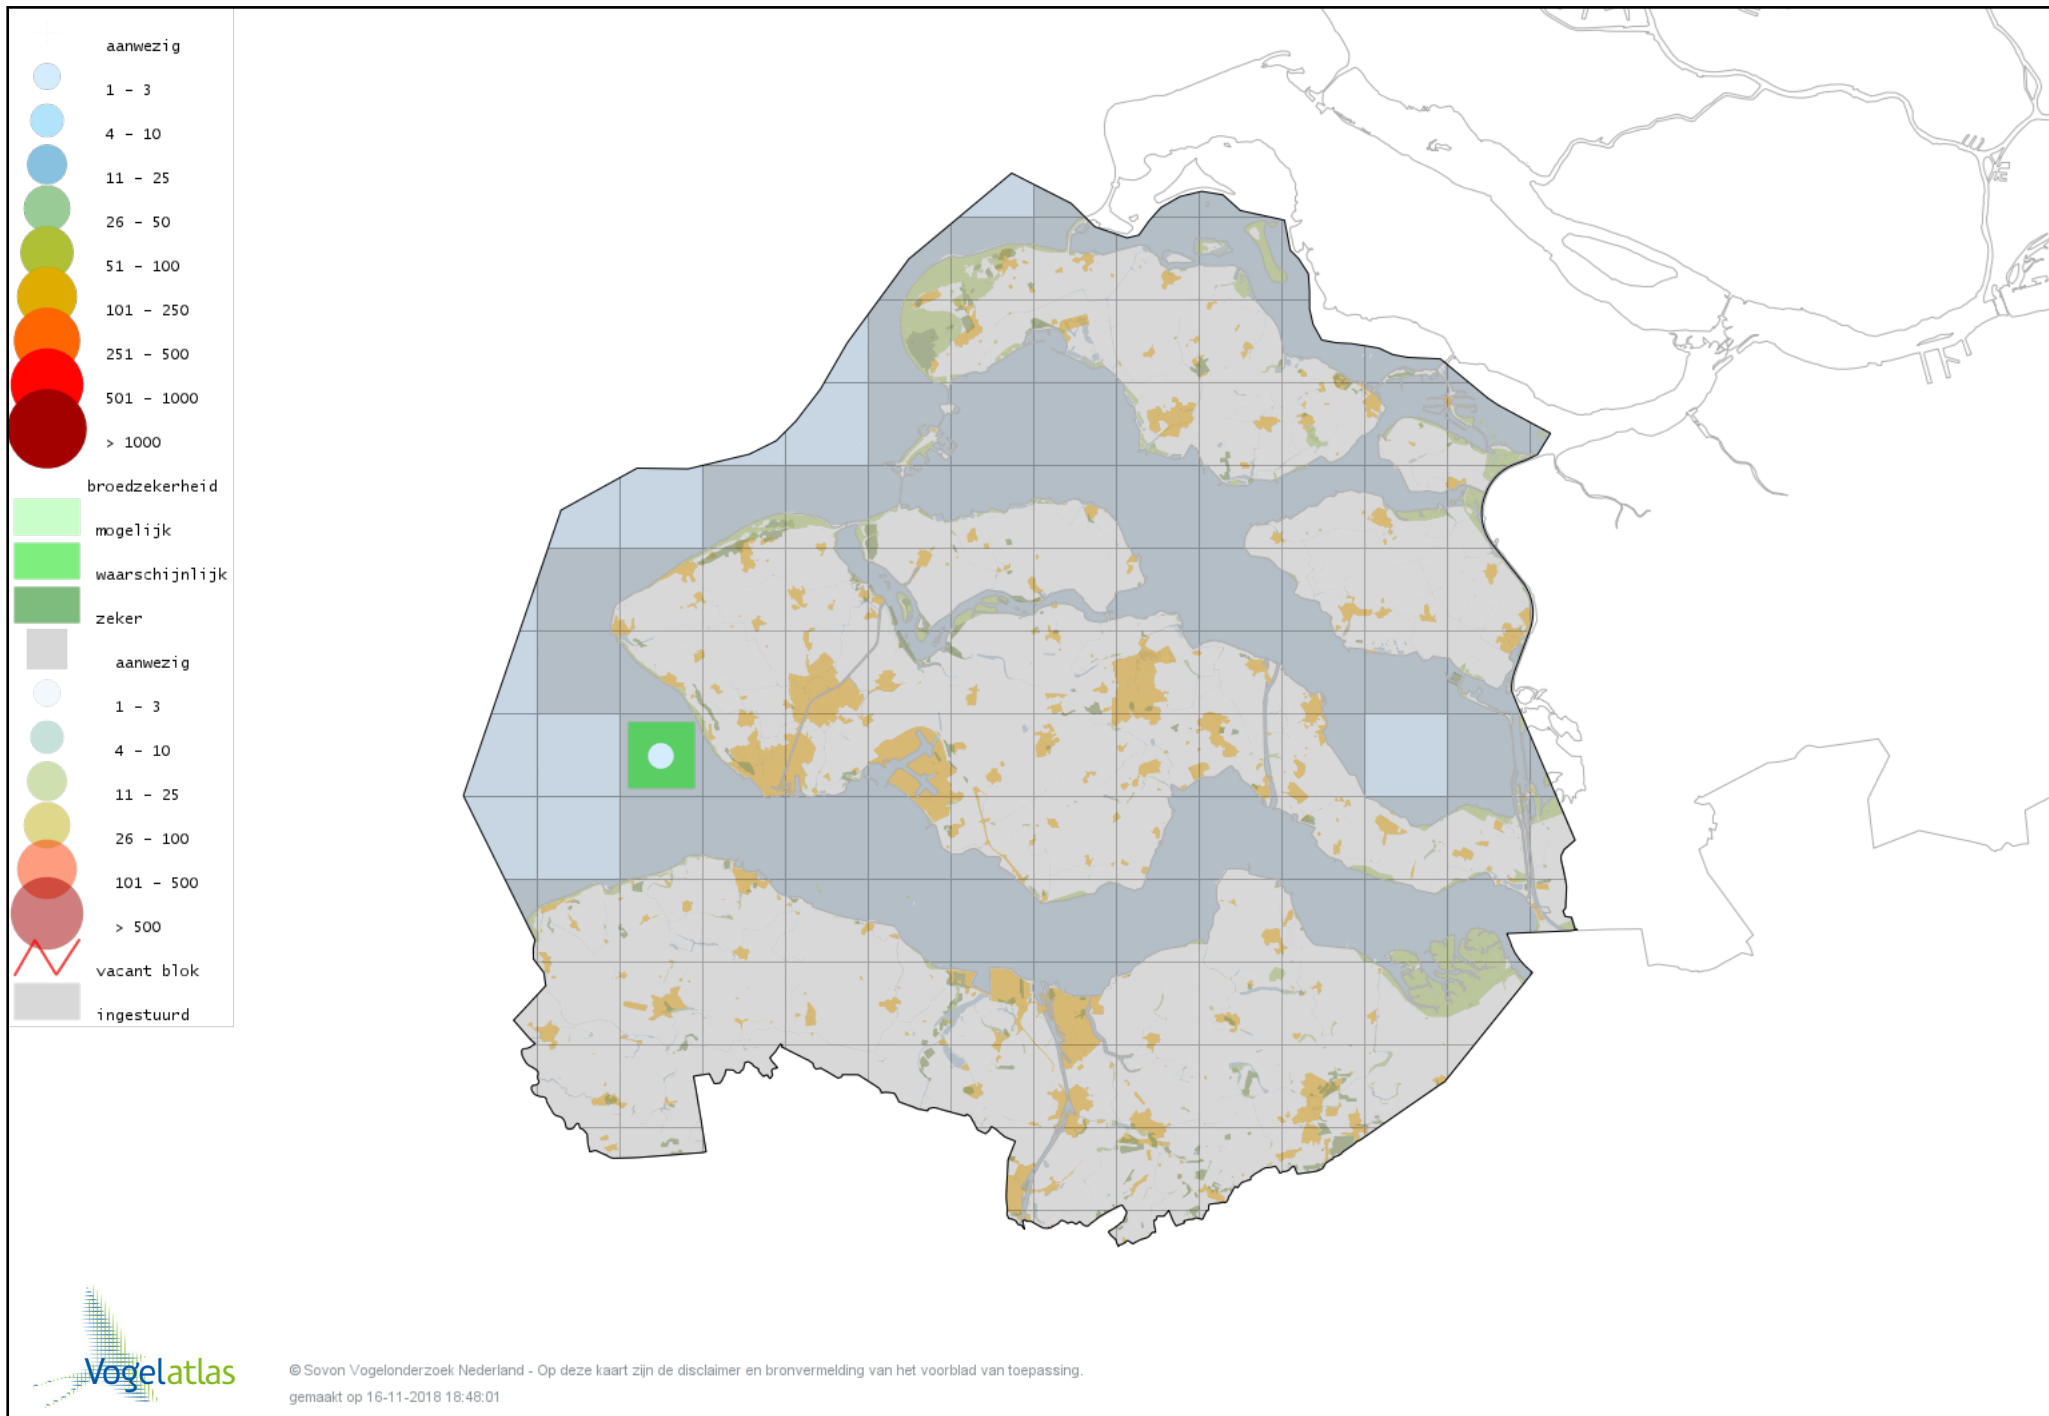 aanwezig
1 - 3
4 - 10
11 - 25
26 - 50
51 - 100
101 - 250
251 - 500
501 - 1000
> 1000
broedzekerheid
mogelijk
waarschijnlijk
zeker
aanwezig
1 - 3
4 - 10
11 - 25
26 - 100
101 - 500
> 500
vacant blok
ingestuurd
Vogelatlas
© Sovon Vogelonderzoek Nederland - Op deze kaart zijn de disclaimer en bronvermelding van het voorblad van toepassing.
gemaakt op 16-11-2018 18:48:01